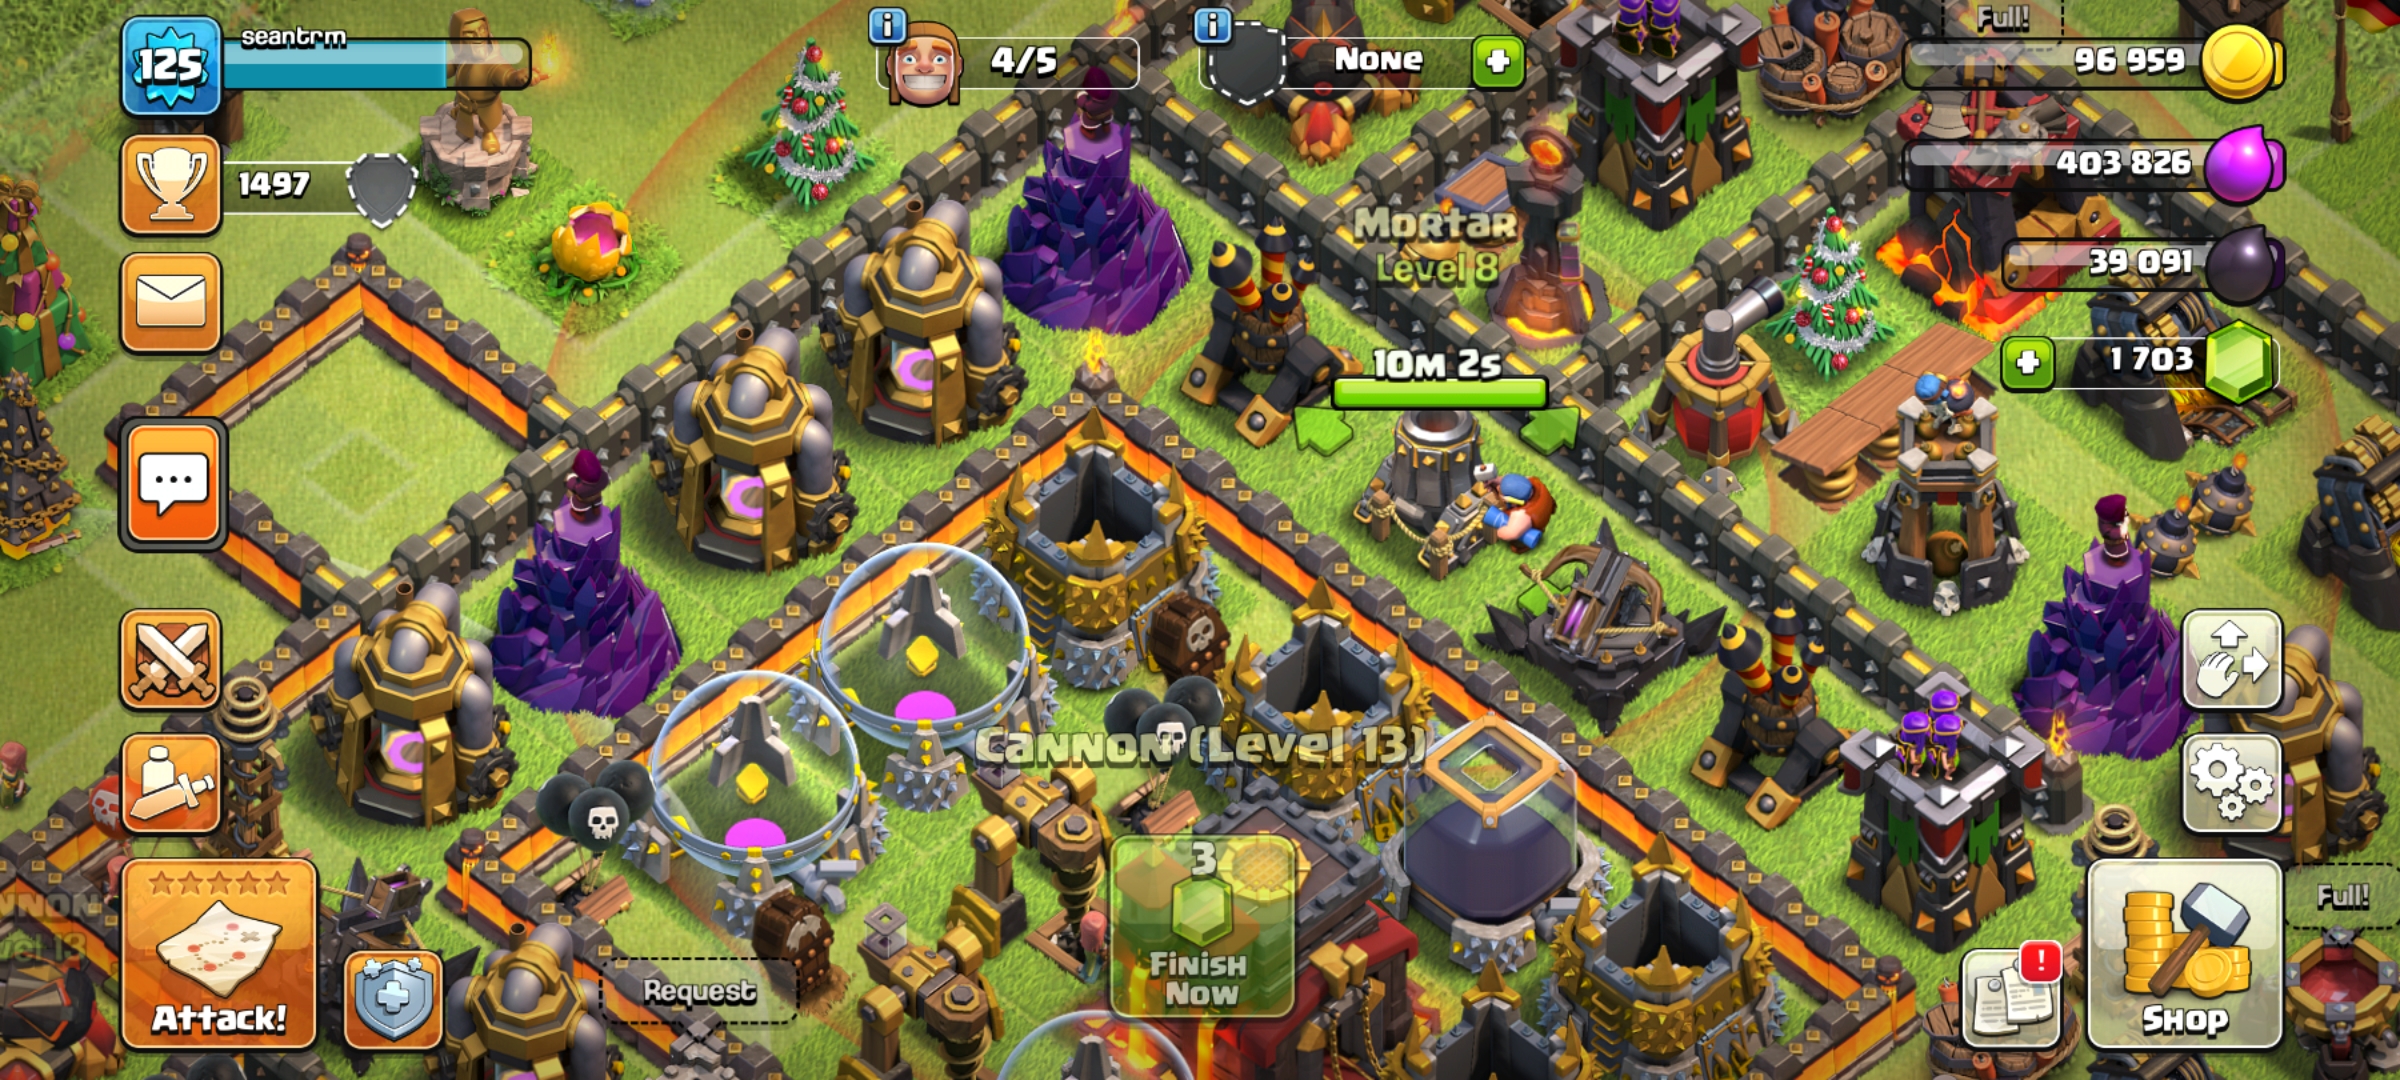 125
seantrm
1497
4/5
None
Full!
96 959
403 826
39 091
1 703
Mortar
Level 8
10M 2s
Cannon (Level 13)
3
Finish
Now
Request
Attack!
!
Shop
Full!